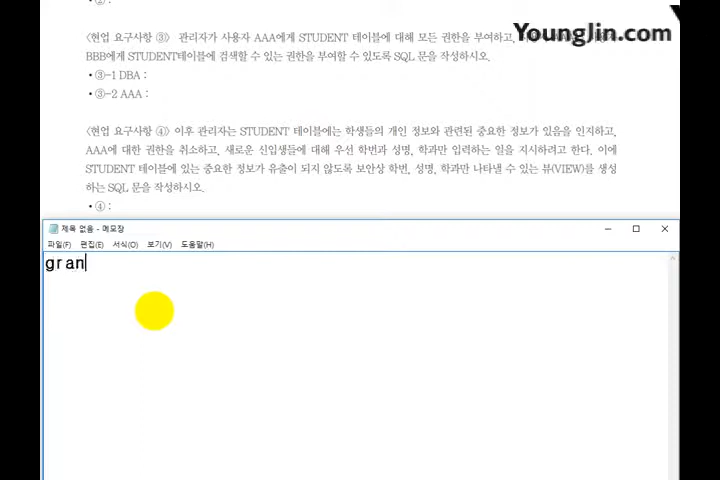 • ② :
Younglin.com
〈현업 요구사항 ③〉 관리자가 사용자 AAA에게 STUDENT 테이블에 대해 모든 권한을 부여하고,
BBB에게 STUDENT테이블에 검색할 수 있는 권한을 부여할 수 있도록 SQL 문을 작성하시오.
• ③-1 DBA :
• ③-2 AAA :
〈현업 요구사항 ④〉 이후 관리자는 STUDENT 테이블에는 학생들의 개인 정보와 관련된 중요한 정보가 있음을 인지하고,
AAA에 대한 권한을 취소하고, 새로운 신입생들에 대해 우선 학번과 성명, 학과만 입력하는 일을 지시하려고 한다. 이에
STUDENT 테이블에 있는 중요한 정보가 유출이 되지 않도록 보안상 학번, 성명, 학과만 나타낼 수 있는 뷰(VIEW)를 생성
하는 SQL 문을 작성하시오.
• ④ :
제목 없음 - 메모장
파일(F) 편집(E) 서식(O) 보기(V) 도움말(H)
gran